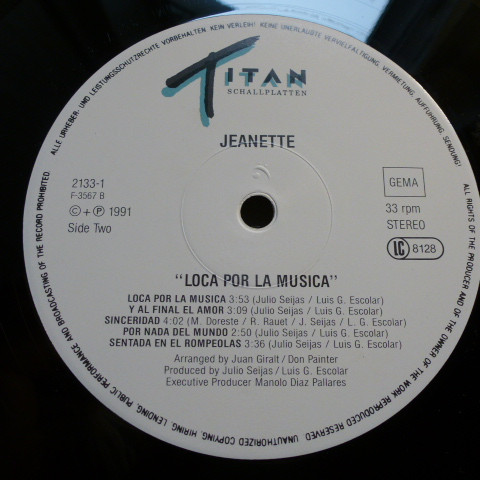 TITAN
SCHALLPLATTEN
JEANETTE
2133-1
F-3567 B
© + ℗ 1991
Side Two
GEMA
33 rpm
STEREO
LC 8128
"LOCA POR LA MUSICA"
LOCA POR LA MUSICA 3:53 (Julio Seijas / Luis G. Escolar)
Y AL FINAL EL AMOR 3:09 (Julio Seijas / Luis G. Escolar)
SINCERIDAD 4:02 (M. Doreste / R. Rauet / J. Seijas / L. G. Escolar)
POR NADA DEL MUNDO 2:50 (Julio Seijas / Luis G. Escolar)
SENTADA EN EL ROMPEOLAS 3:36 (Julio Seijas / Luis G. Escolar)
Arranged by Juan Giralt / Don Painter
Produced by Julio Seijas / Luis G. Escolar
Executive Producer Manolo Diaz Pallares
ALLE URHEBER- UND LEISTUNGSSCHUTZRECHTE VORBEHALTEN. KEIN VERLEIH! KEINE UNERLAUBTE VERVIELFÄLTIGUNG, VERMIETUNG, AUFFÜHRUNG, SENDUNG!
ALL RIGHTS OF THE PRODUCER AND OF THE OWNER OF THE WORK REPRODUCED RESERVED. UNAUTHORIZED COPYING, HIRING, LENDING, PUBLIC PERFORMANCE AND BROADCASTING OF THE RECORD PROHIBITED.